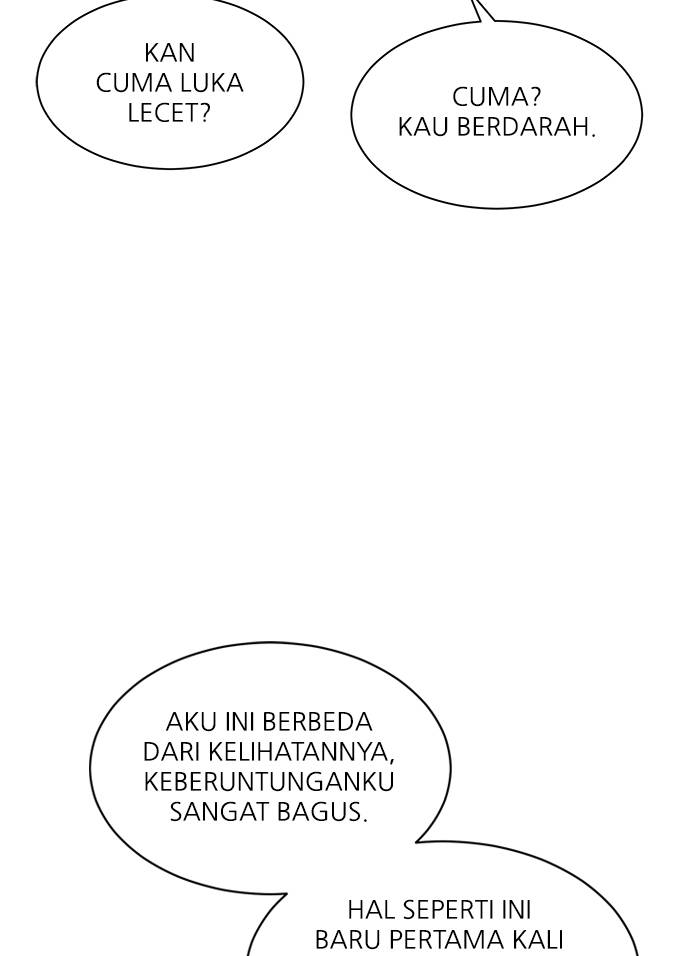 KAN
CUMA LUKA
LECET?
CUMA?
KAU BERDARAH.
AKU INI BERBEDA
DARI KELIHATANNYA,
KEBERUNTUNGANKU
SANGAT BAGUS.
HAL SEPERTI INI
BARU PERTAMA KALI